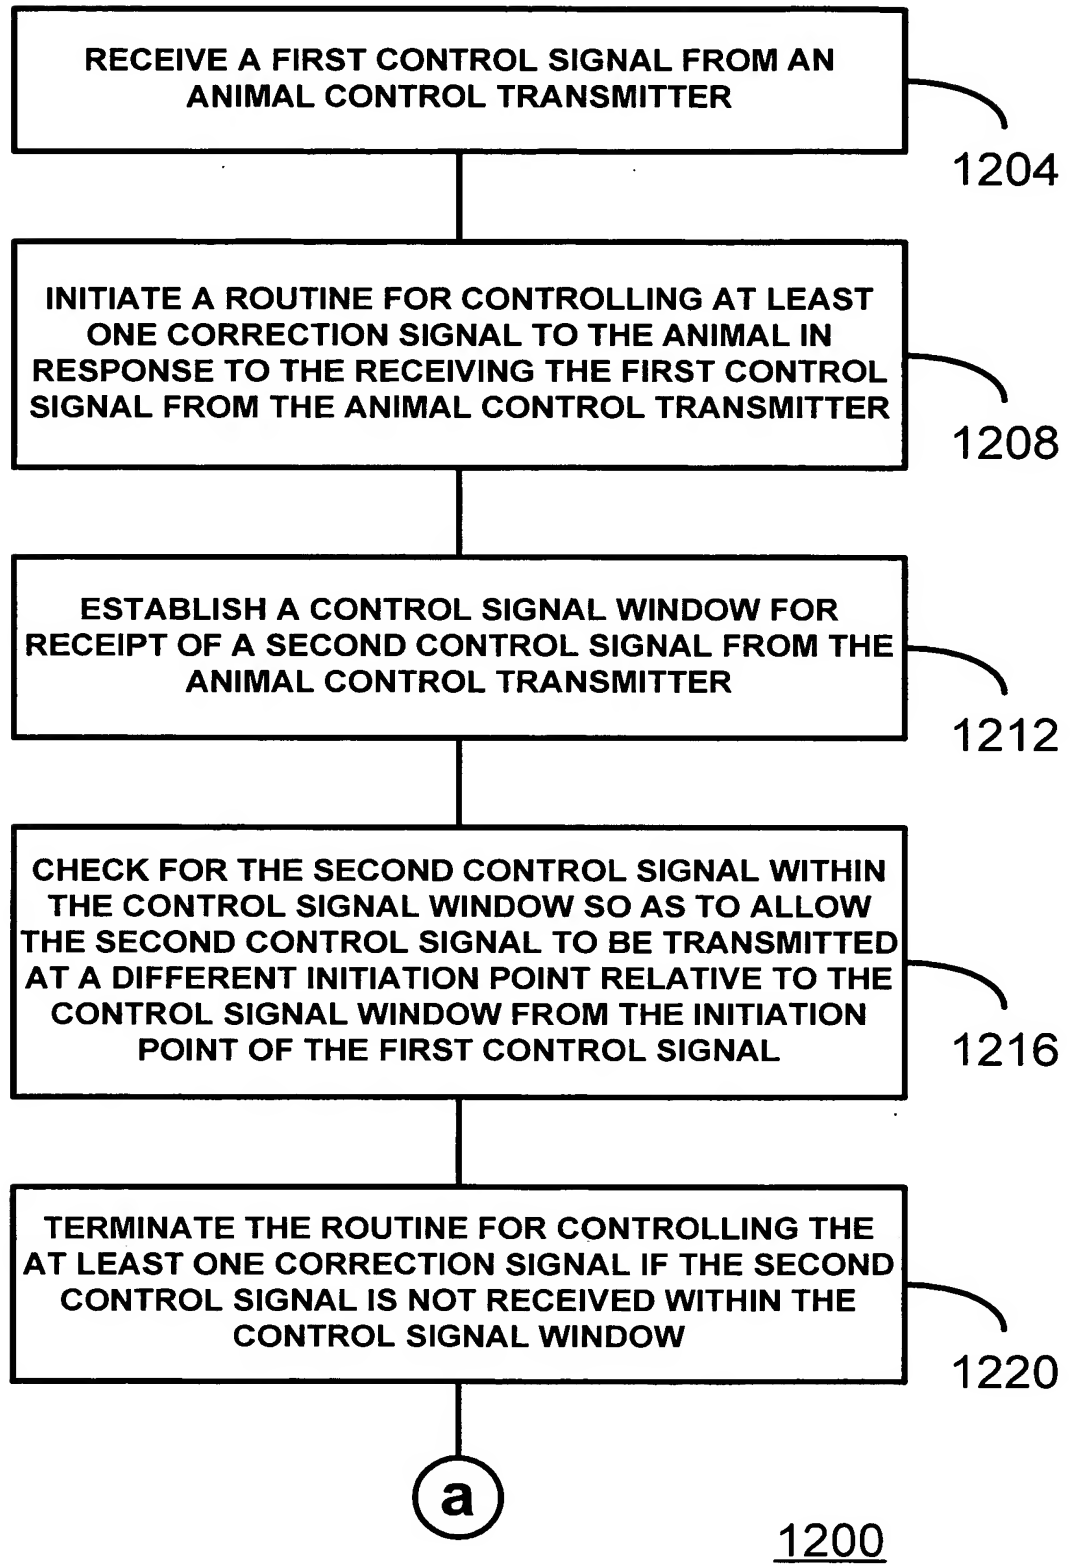 RECEIVE A FIRST CONTROL SIGNAL FROM AN
ANIMAL CONTROL TRANSMITTER
1204
INITIATE A ROUTINE FOR CONTROLLING AT LEAST
ONE CORRECTION SIGNAL TO THE ANIMAL IN
RESPONSE TO THE RECEIVING THE FIRST CONTROL
SIGNAL FROM THE ANIMAL CONTROL TRANSMITTER
1208
ESTABLISH A CONTROL SIGNAL WINDOW FOR
RECEIPT OF A SECOND CONTROL SIGNAL FROM THE
ANIMAL CONTROL TRANSMITTER
1212
CHECK FOR THE SECOND CONTROL SIGNAL WITHIN
THE CONTROL SIGNAL WINDOW SO AS TO ALLOW
THE SECOND CONTROL SIGNAL TO BE TRANSMITTED
AT A DIFFERENT INITIATION POINT RELATIVE TO THE
CONTROL SIGNAL WINDOW FROM THE INITIATION
POINT OF THE FIRST CONTROL SIGNAL
1216
TERMINATE THE ROUTINE FOR CONTROLLING THE
AT LEAST ONE CORRECTION SIGNAL IF THE SECOND
CONTROL SIGNAL IS NOT RECEIVED WITHIN THE
CONTROL SIGNAL WINDOW
1220
a
1200